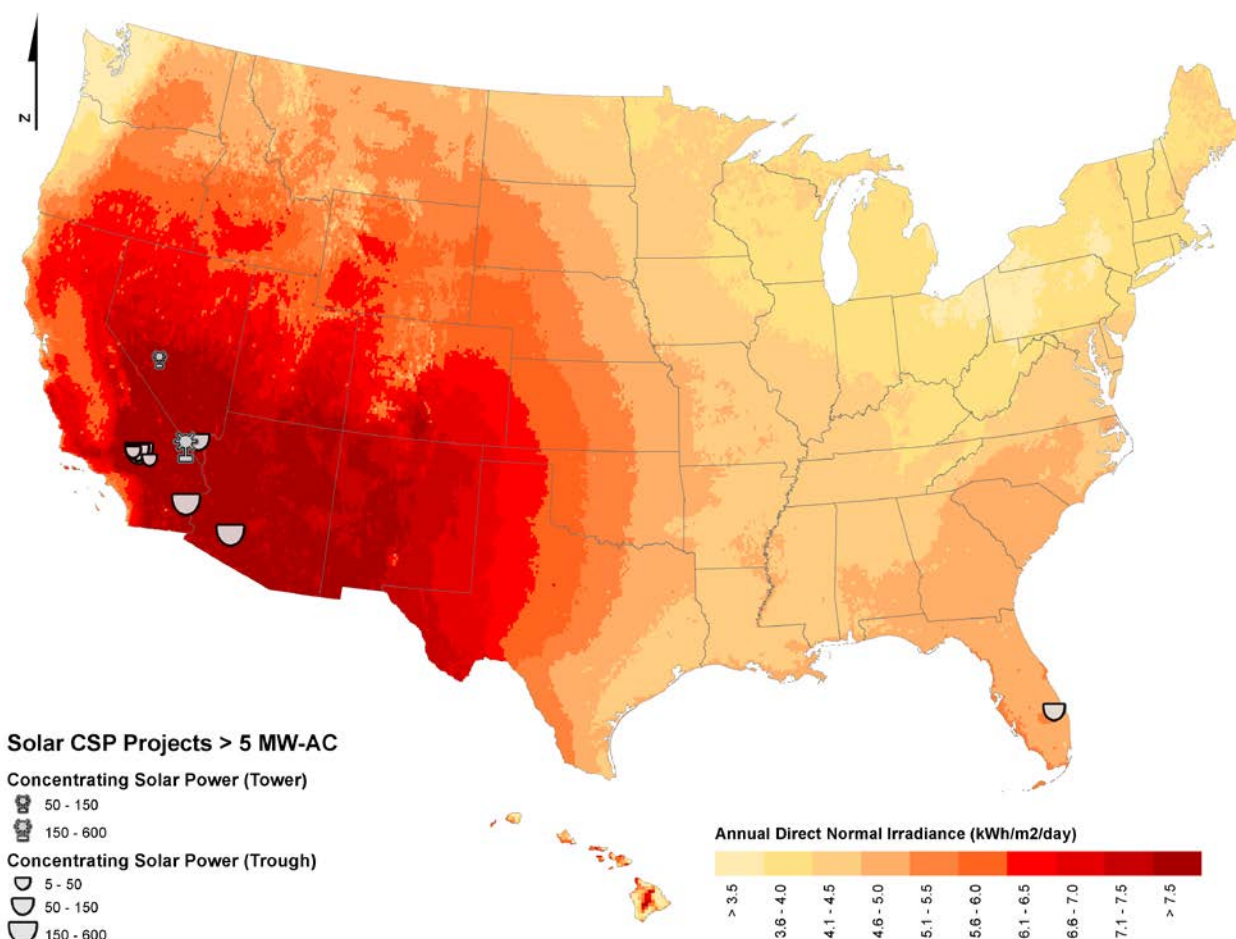 N
Solar CSP Projects > 5 MW-AC
Concentrating Solar Power (Tower)
50 - 150
150 - 600
Concentrating Solar Power (Trough)
5 - 50
50 - 150
150 - 600
Annual Direct Normal Irradiance (kWh/m2/day)
> 3.5
3.6 - 4.0
4.1 - 4.5
4.6 - 5.0
5.1 - 5.5
5.6 - 6.0
6.1 - 6.5
6.6 - 7.0
7.1 - 7.5
> 7.5